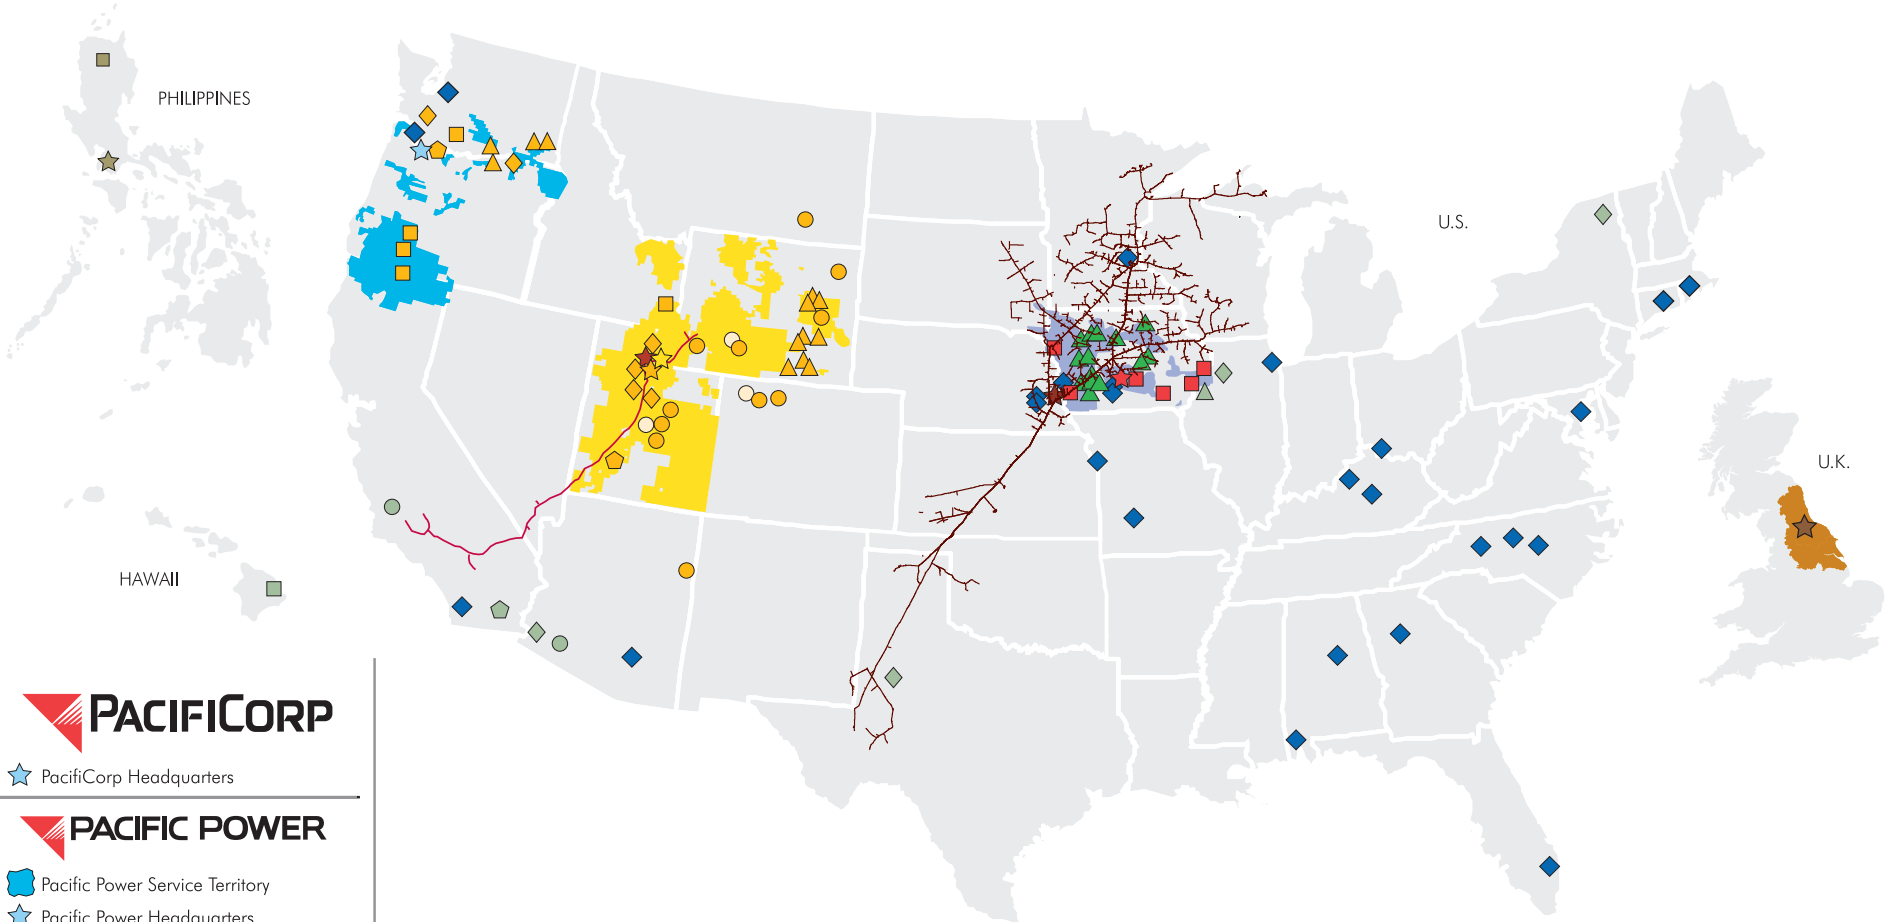 PHILIPPINES
U.S.
U.K.
HAWAII
PACIFICORP
PacifiCorp Headquarters
PACIFIC POWER
Pacific Power Service Territory
Pacific Power Headquarters